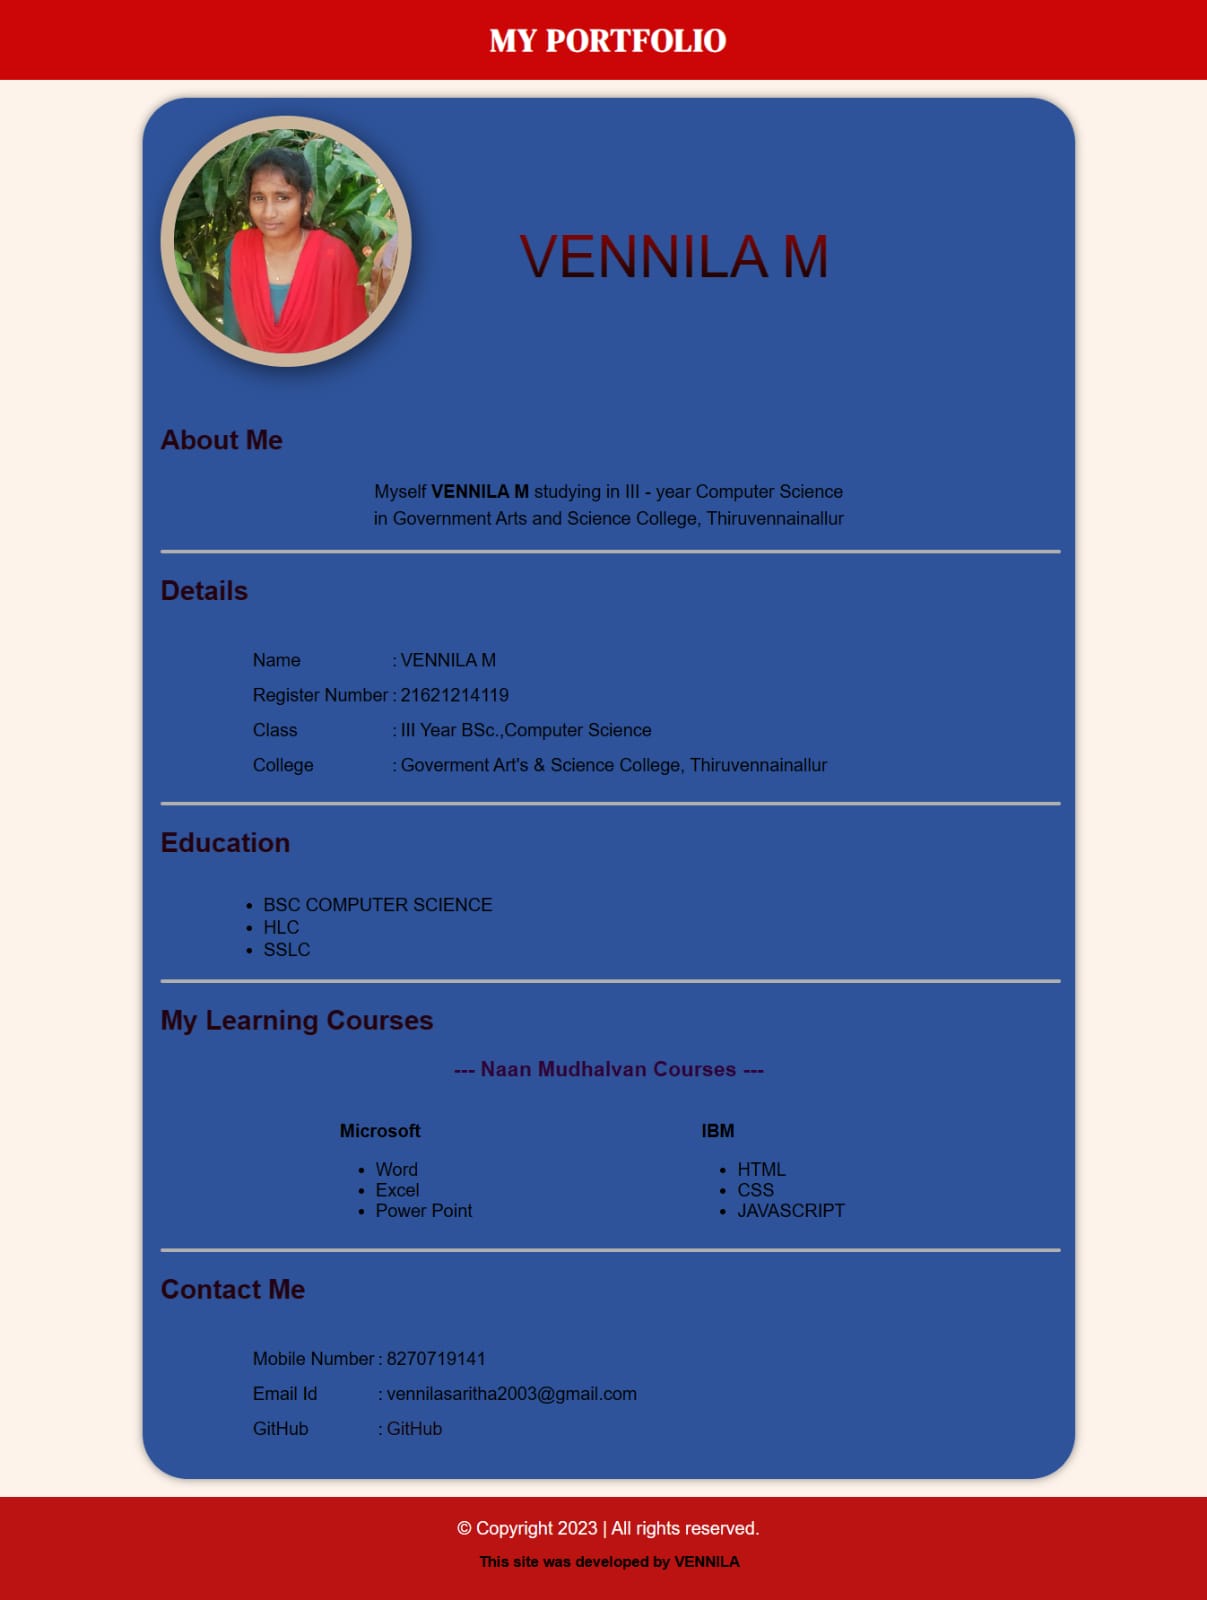 MY PORTFOLIO
VENNILA M
About Me
Myself VENNILA M studying in III - year Computer Science
in Government Arts and Science College, Thiruvennainallur
Details
Name : VENNILA M
Register Number : 21621214119
Class : III Year BSc.,Computer Science
College : Goverment Art's & Science College, Thiruvennainallur
Education
• BSC COMPUTER SCIENCE
• HLC
• SSLC
My Learning Courses
--- Naan Mudhalvan Courses ---
Microsoft
• Word
• Excel
• Power Point
IBM
• HTML
• CSS
• JAVASCRIPT
Contact Me
Mobile Number : 8270719141
Email Id : vennilasaritha2003@gmail.com
GitHub : GitHub
© Copyright 2023 | All rights reserved.
This site was developed by VENNILA